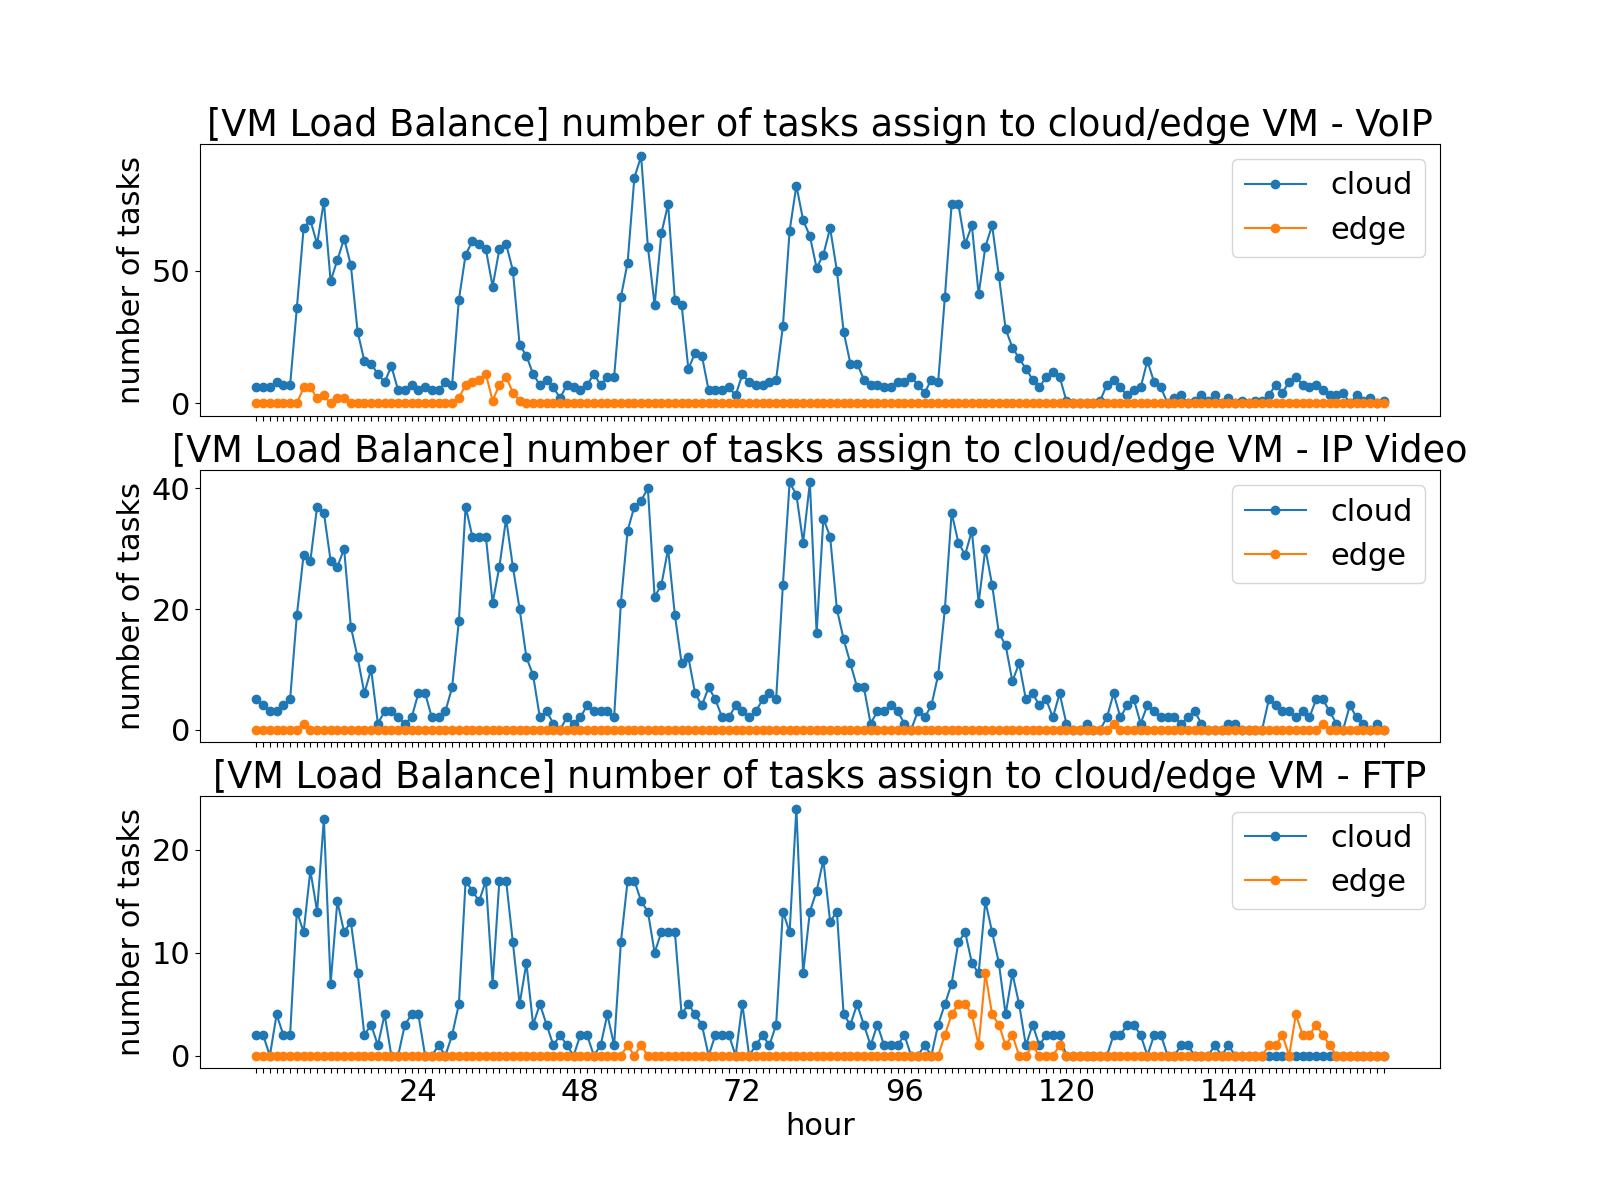 [VM Load Balance] number of tasks assign to cloud/edge VM - VoIP
number of tasks
50
0
cloud
edge
[VM Load Balance] number of tasks assign to cloud/edge VM - IP Video
number of tasks
40
20
0
cloud
edge
[VM Load Balance] number of tasks assign to cloud/edge VM - FTP
number of tasks
20
10
0
cloud
edge
24 48 72 96 120 144
hour